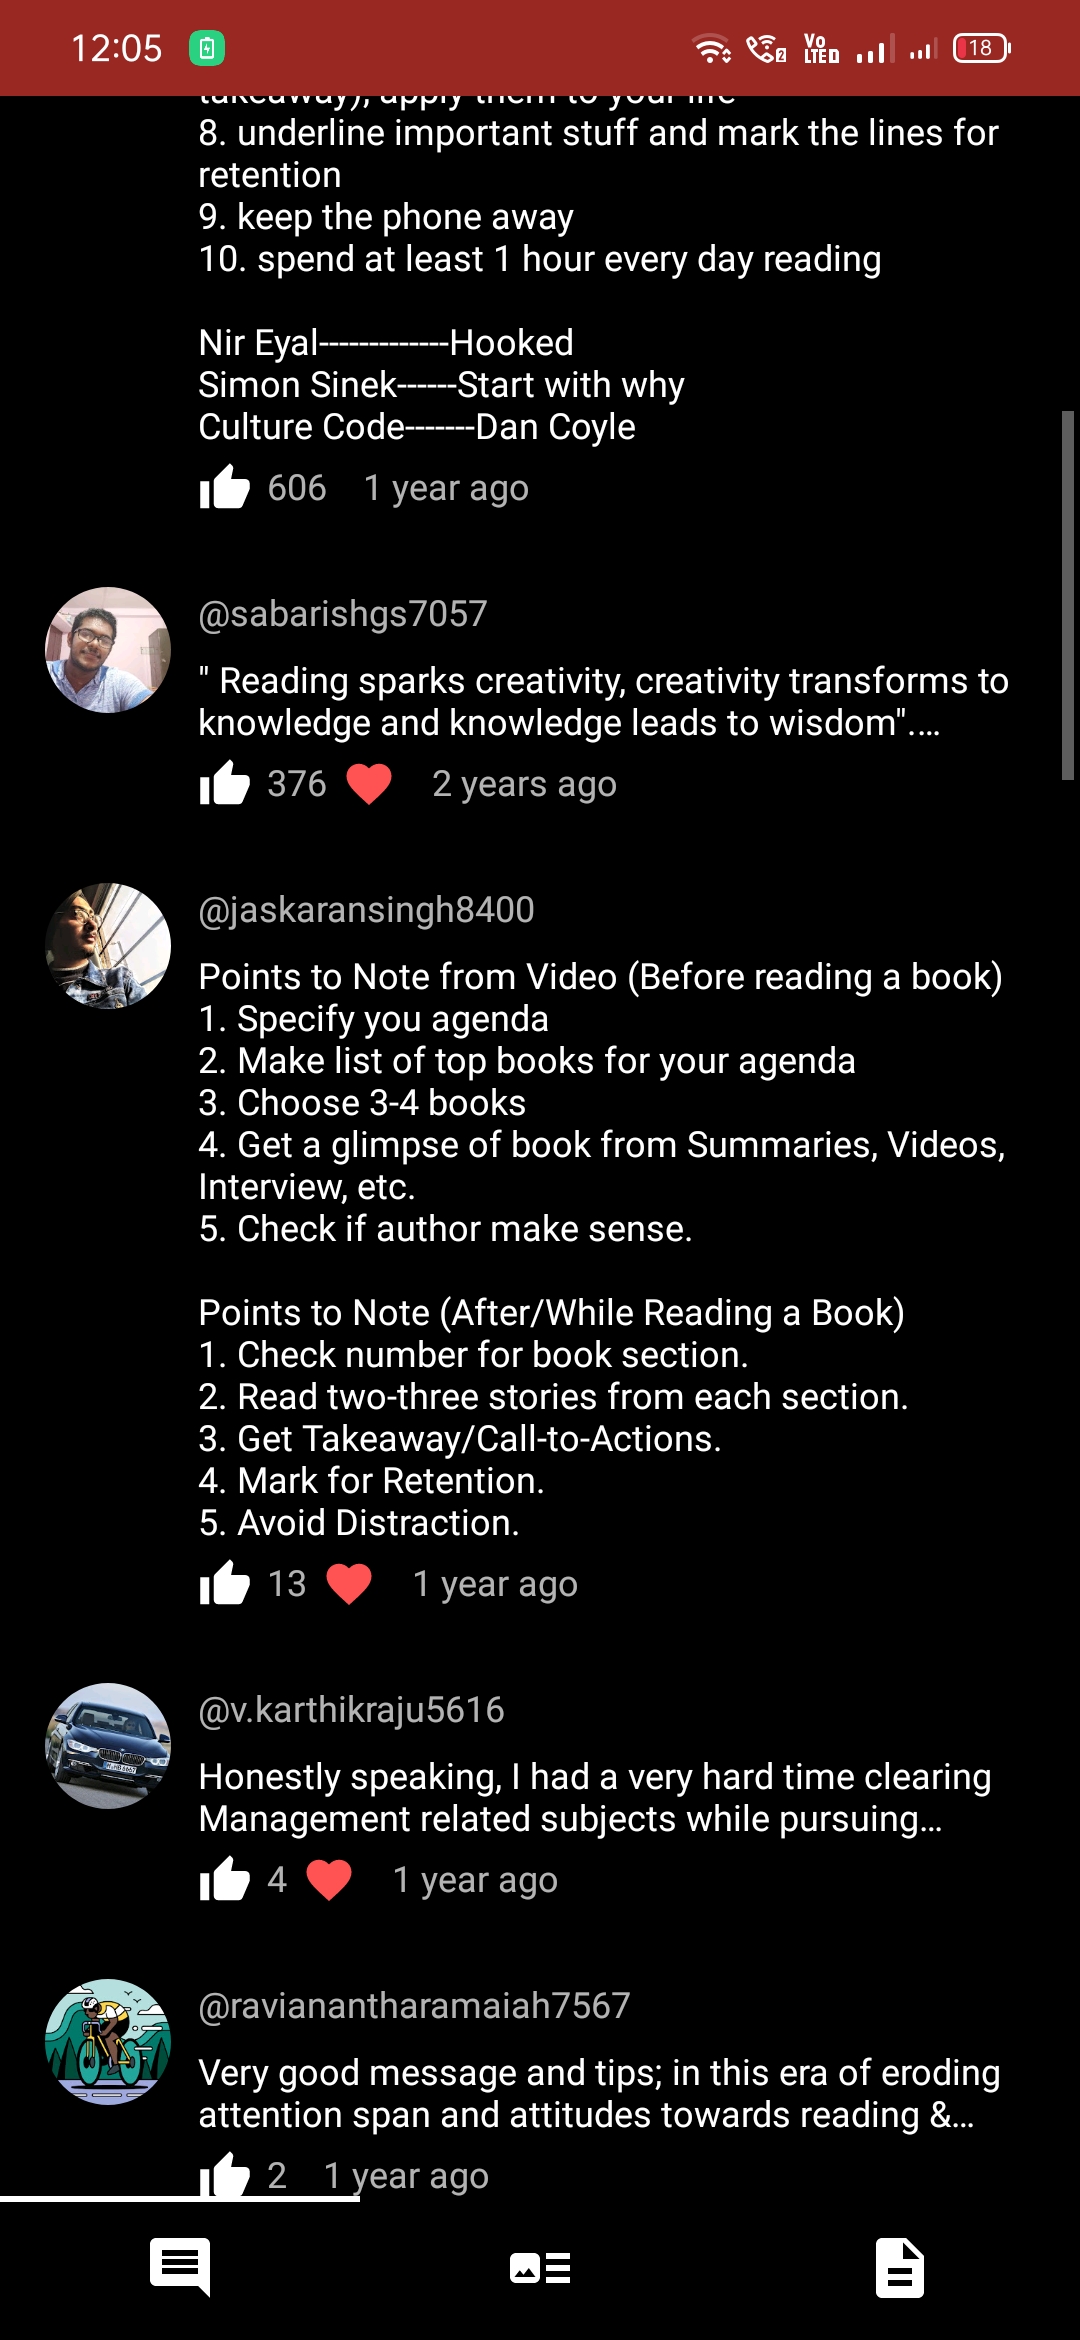 12:05
Vo
LTED
2
18
takeaway), apply them to your life
8. underline important stuff and mark the lines for
retention
9. keep the phone away
10. spend at least 1 hour every day reading
Nir Eyal-------------Hooked
Simon Sinek------Start with why
Culture Code-------Dan Coyle
606 1 year ago
@sabarishgs7057
" Reading sparks creativity, creativity transforms to
knowledge and knowledge leads to wisdom"....
376 2 years ago
@jaskaransingh8400
Points to Note from Video (Before reading a book)
1. Specify you agenda
2. Make list of top books for your agenda
3. Choose 3-4 books
4. Get a glimpse of book from Summaries, Videos,
Interview, etc.
5. Check if author make sense.
Points to Note (After/While Reading a Book)
1. Check number for book section.
2. Read two-three stories from each section.
3. Get Takeaway/Call-to-Actions.
4. Mark for Retention.
5. Avoid Distraction.
13 1 year ago
@v.karthikraju5616
Honestly speaking, I had a very hard time clearing
Management related subjects while pursuing...
4 1 year ago
@ravianantharamaiah7567
Very good message and tips; in this era of eroding
attention span and attitudes towards reading &...
2 1 year ago